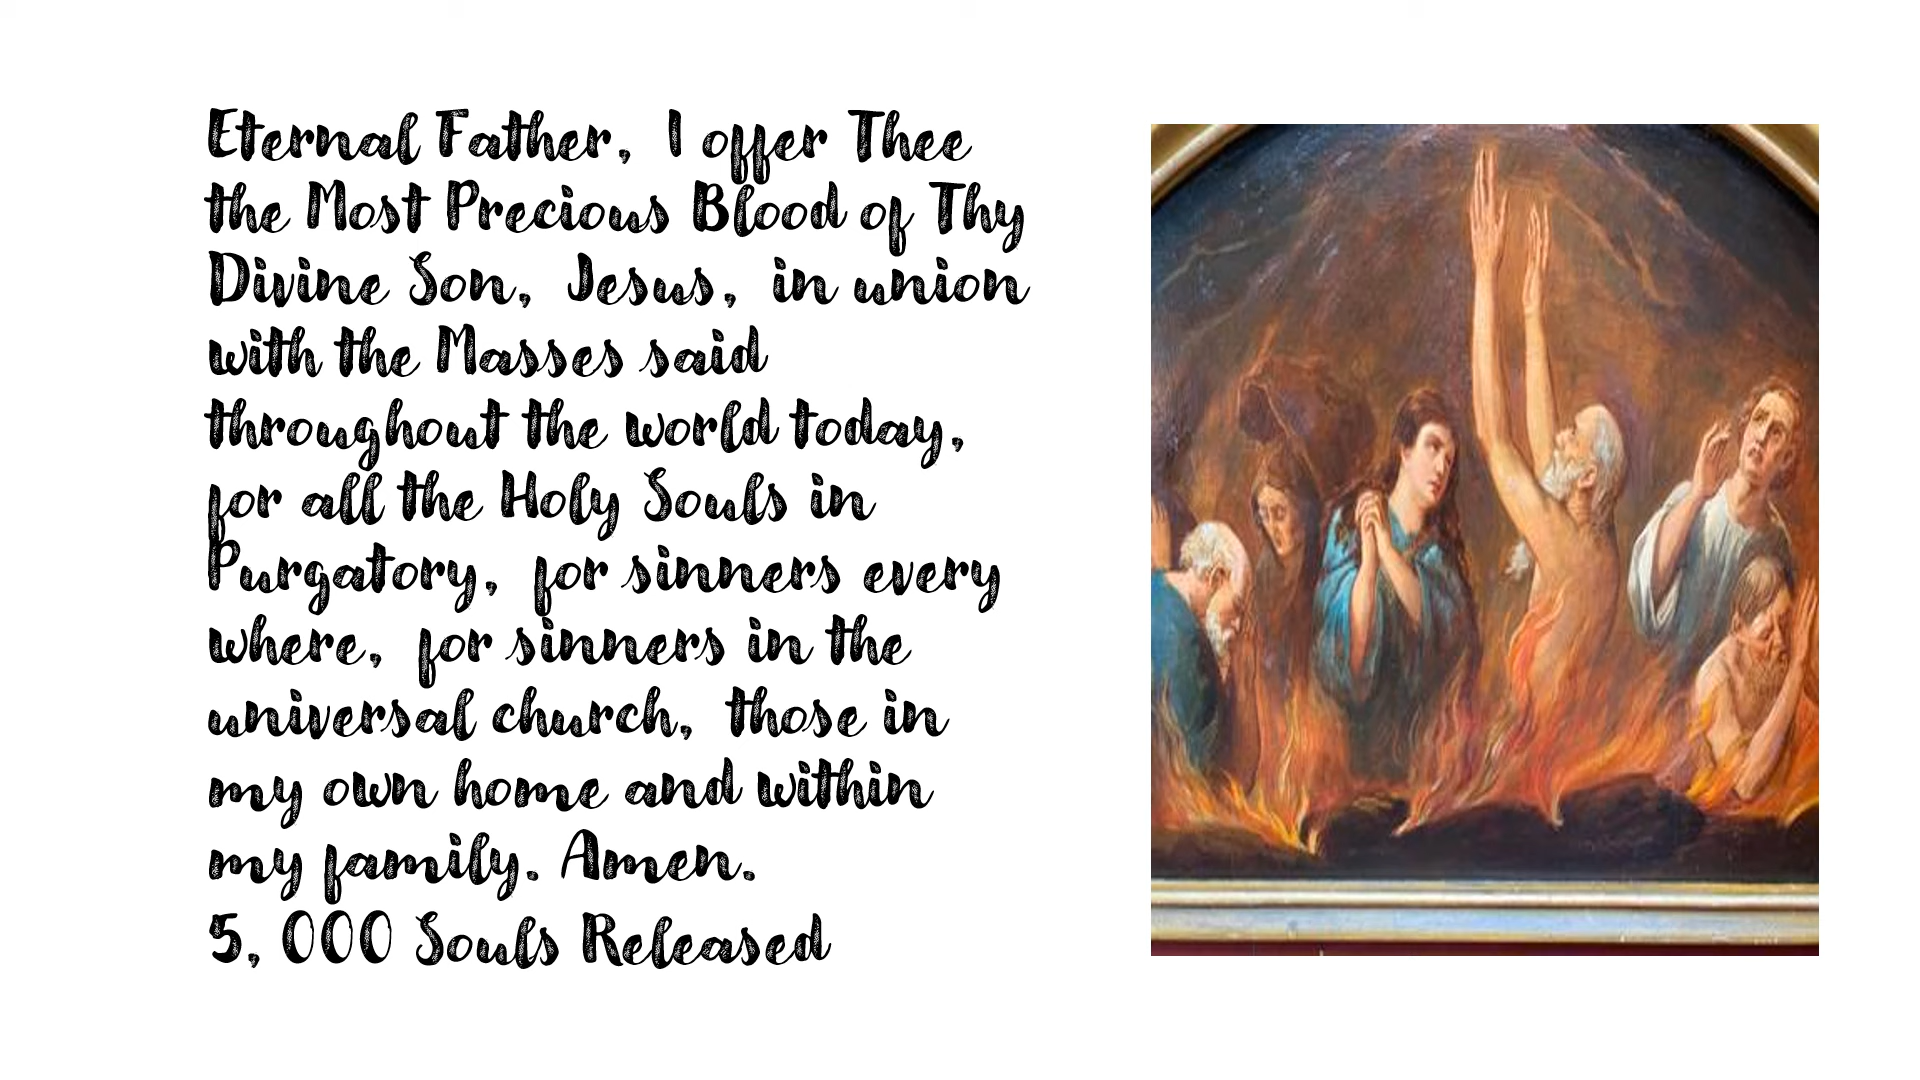 Eternal Father, I offer Thee
the Most Precious Blood of Thy
Divine Son, Jesus, in union
with the Masses said
throughout the world today,
for all the Holy Souls in
Purgatory, for sinners every
where, for sinners in the
universal church, those in
my own home and within
my family. Amen.
5, 000 Souls Released